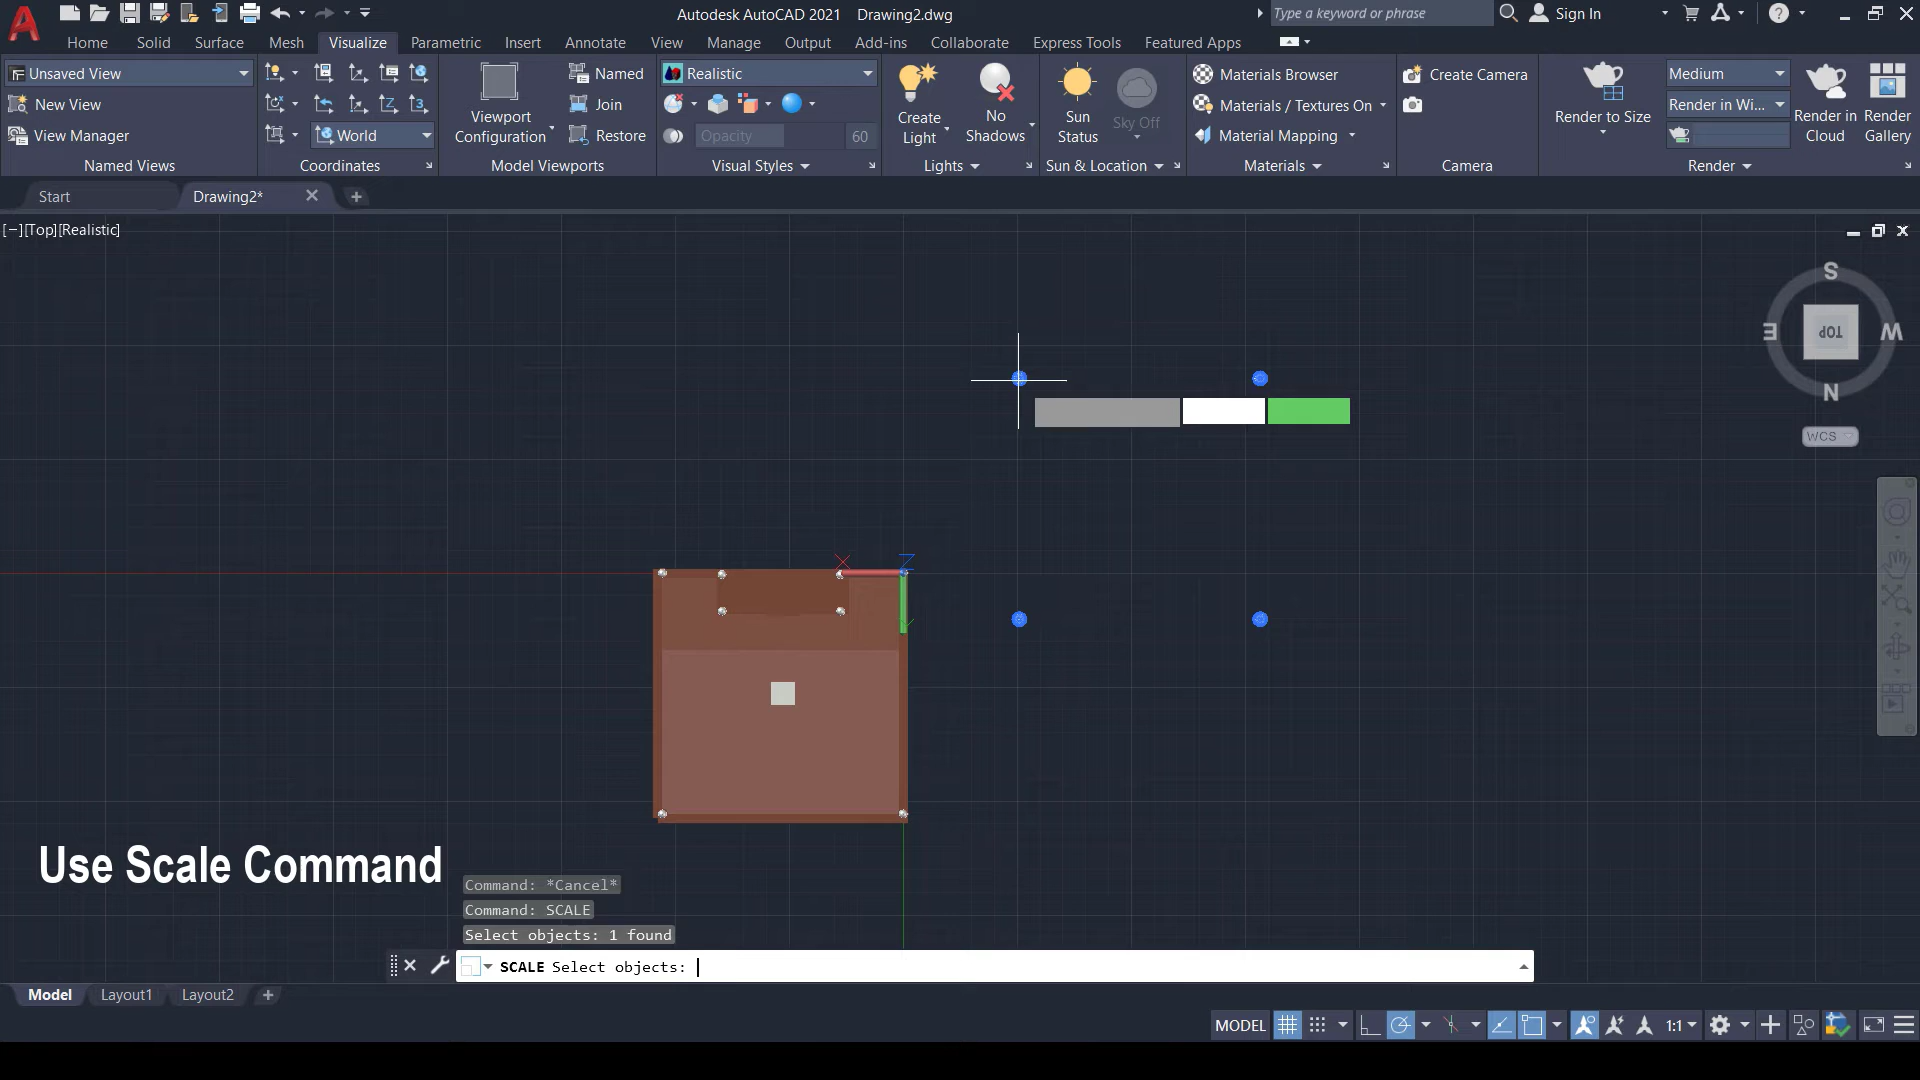 Autodesk AutoCAD 2021 Drawing2.dwg
Type a keyword or phrase
Sign In
Home Solid Surface Mesh Visualize Parametric Insert Annotate View Manage Output Add-ins Collaborate Express Tools Featured Apps
Unsaved View
New View
View Manager
Named Views
World
Coordinates
Viewport
Configuration
Named
Join
Restore
Model Viewports
Realistic
Opacity 60
Visual Styles
Create
Light
No
Shadows
Lights
Sun
Status
Sky Off
Sun & Location
Materials Browser
Materials / Textures On
Material Mapping
Materials
Create Camera
Camera
Render to Size
Medium
Render in Wi...
Render in
Cloud
Render
Gallery
Render
Start Drawing2*
[−][Top][Realistic]
S
E TOP W
N
WCS
X Z
Y
Use Scale Command
Command: *Cancel*
Command: SCALE
Select objects: 1 found
SCALE Select objects:
Model Layout1 Layout2
MODEL 1:1